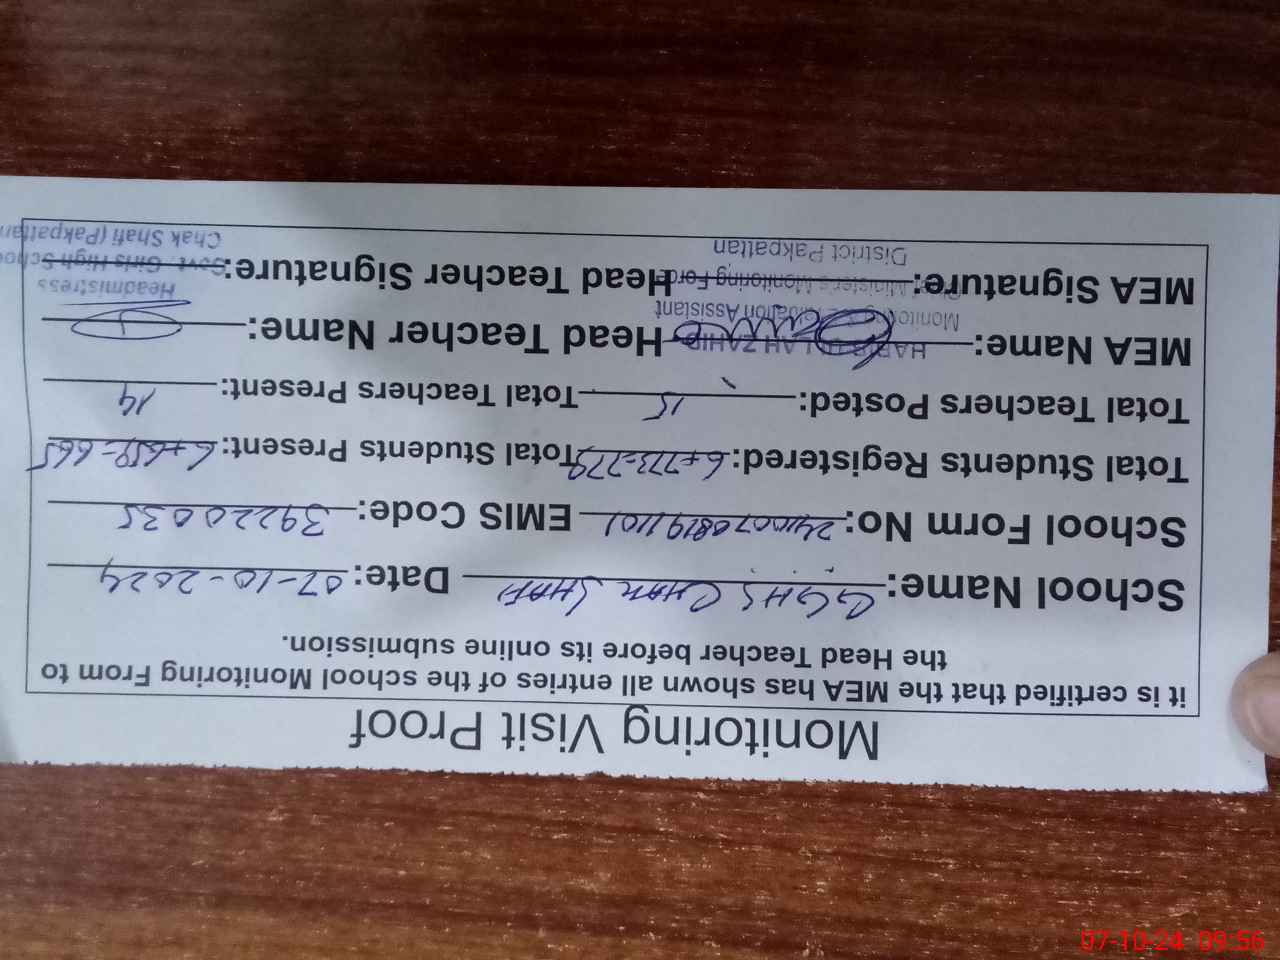 Monitoring Visit Proof
it is certified that the MEA has shown all entries of the school Monitoring From to
the Head Teacher before its online submission.
School Name: GGHS CHAK SHAFI Date: 07-10-2024
School Form No: EMIS Code: 39220035
Total Students Registered: 6+773=779 Total Students Present: 6+659=665
Total Teachers Posted: 15 Total Teachers Present: 14
MEA Name: HABIB ULLAH ZAHID Head Teacher Name:
Monitoring & Evaluation Assistant
Headmistress
MEA Signature: Chief Minister's Monitoring Force Head Teacher Signature: Govt. Girls High School
District Pakpattan
Chak Shafi (Pakpattan
07-10-24 09:56